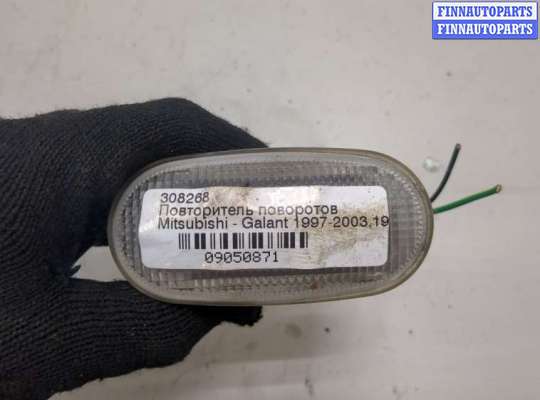 FINNAUTOPARTS
FINNAUTOPARTS
308268
Повторитель поворотов
Mitsubishi - Galant 1997-2003,19
09050871